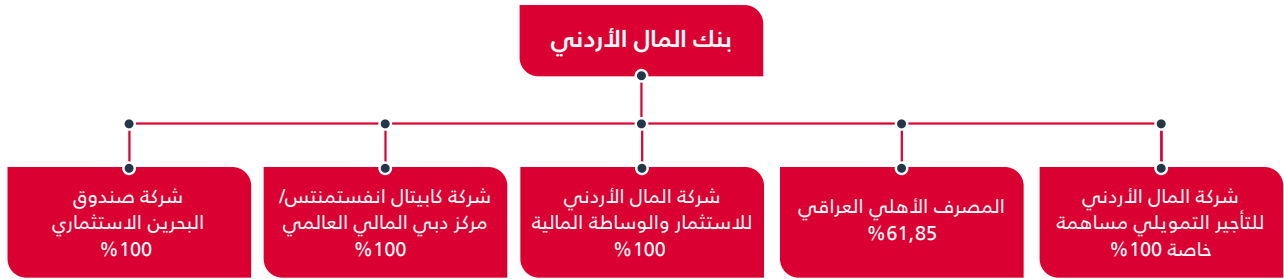 بنك المال الأردني
شركة المال الأردني
للتأجير التمويلي مساهمة
خاصة 100%
المصرف الأهلي العراقي
%61,85
شركة المال الأردني
للاستثمار والوساطة المالية
%100
شركة كابيتال انفستمنتس/
مركز دبي المالي العالمي
%100
شركة صندوق
البحرين الاستثماري
%100